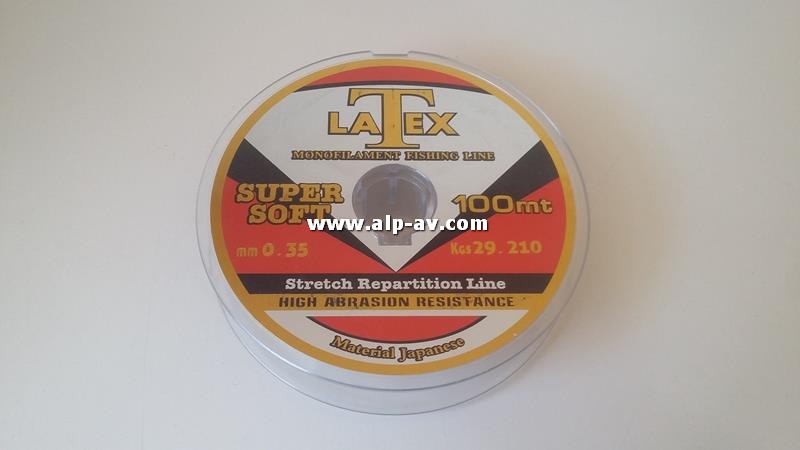 LATEX
MONOFILAMENT FISHING LINE
SUPER SOFT
100mt
www.alp-av.com
mm 0.35
Kgs 29.210
Stretch Repartition Line
HIGH ABRASION RESISTANCE
Material Japanese